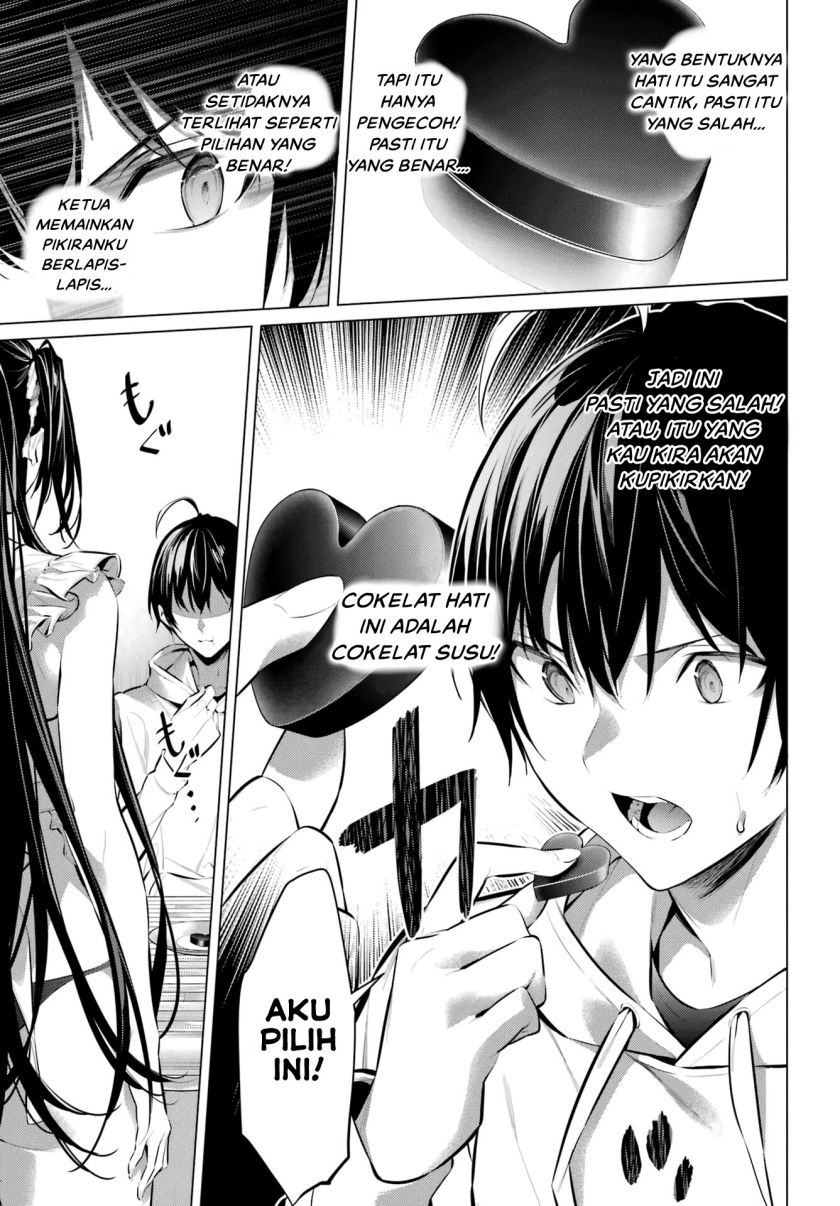 YANG BENTUKNYA
HATI ITU SANGAT
CANTIK, PASTI ITU
YANG SALAH...
TAPI ITU
HANYA
PENGECOH!
PASTI ITU
YANG BENAR...
ATAU
SETIDAKNYA
TERLIHAT SEPERTI
PILIHAN YANG
BENAR!
KETUA
MEMAINKAN
PIKIRANKU
BERLAPIS-
LAPIS...
JADI INI
PASTI YANG SALAH!
ATAU, ITU YANG
KAU KIRA AKAN
KUPIKIRKAN!
COKELAT HATI
INI ADALAH
COKELAT SUSU!
AKU
PILIH
INI!
もぐ
もぐ…